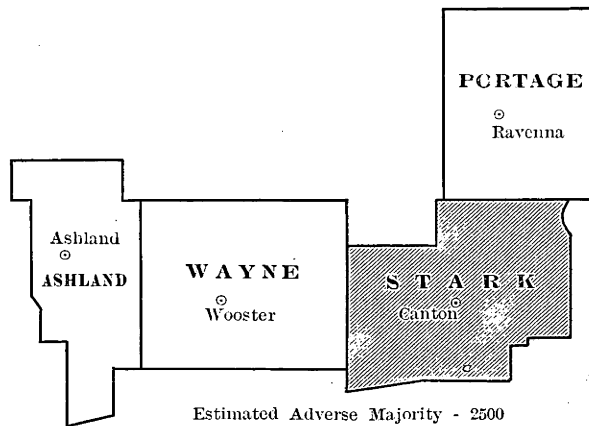 PORTAGE
Ravenna
Ashland
ASHLAND
WAYNE
Wooster
STARK
Canton
Estimated Adverse Majority - 2500